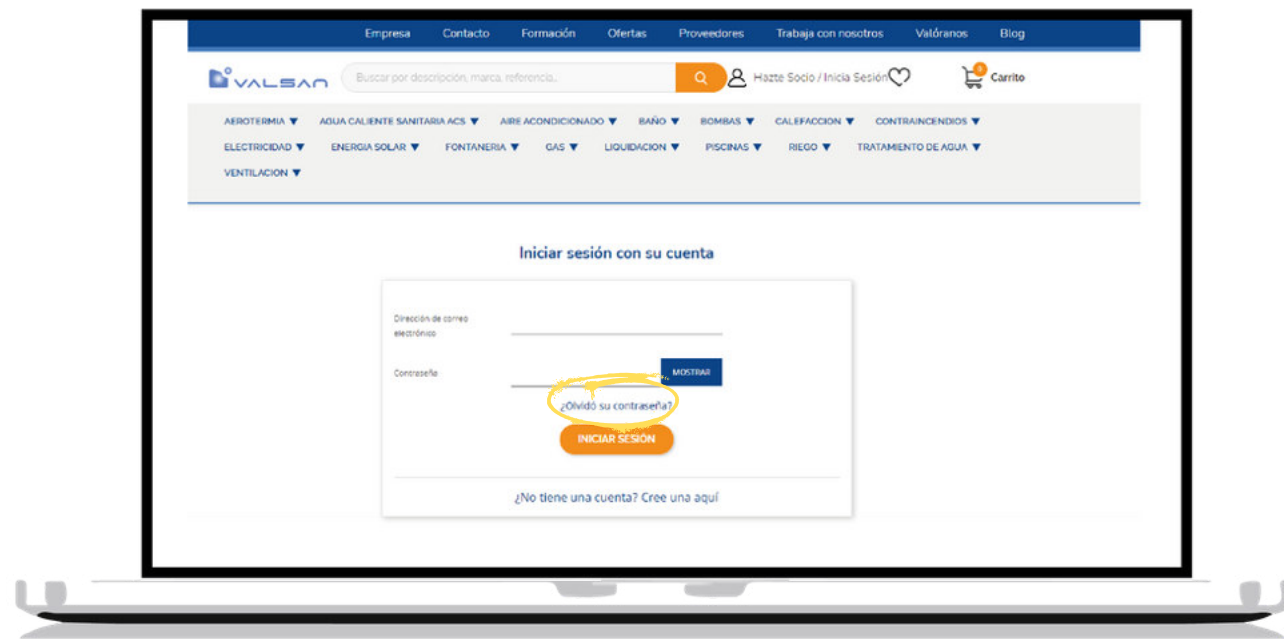 Empresa Contacto Formación Ofertas Proveedores Trabaja con nosotros Valóranos Blog
VALSAN Buscar por descripción, marca, referencia... Hazte Socio / Inicia Sesión 0 Carrito
AEROTERMIA ▼ AGUA CALIENTE SANITARIA ACS ▼ AIRE ACONDICIONADO ▼ BAÑO ▼ BOMBAS ▼ CALEFACCION ▼ CONTRAINCENDIOS ▼
ELECTRICIDAD ▼ ENERGIA SOLAR ▼ FONTANERIA ▼ GAS ▼ LIQUIDACION ▼ PISCINAS ▼ RIEGO ▼ TRATAMIENTO DE AGUA ▼
VENTILACION ▼
Iniciar sesión con su cuenta
Dirección de correo
electrónico
Contraseña MOSTRAR
¿Olvidó su contraseña?
INICIAR SESIÓN
¿No tiene una cuenta? Cree una aquí